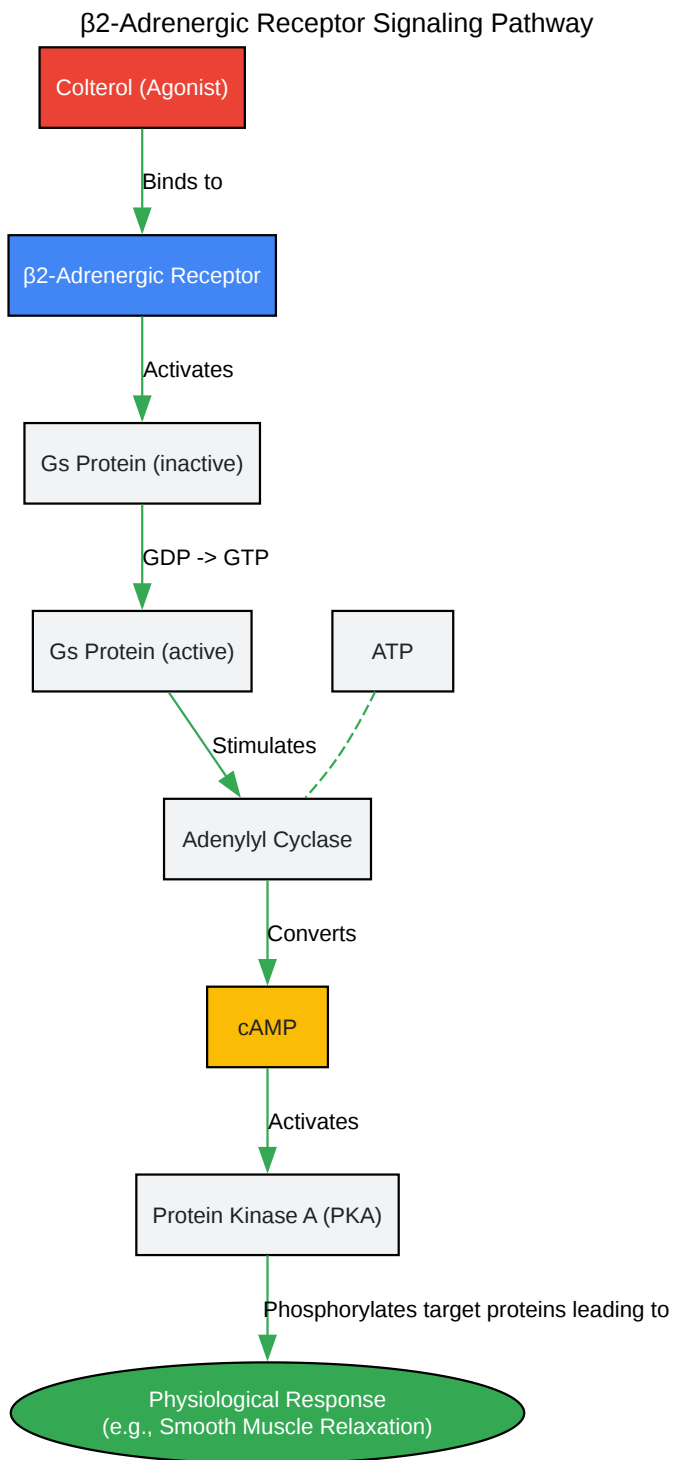 β2-Adrenergic Receptor Signaling Pathway
Colterol (Agonist)
Binds to
β2-Adrenergic Receptor
Activates
Gs Protein (inactive)
GDP -> GTP
Gs Protein (active)
ATP
Stimulates
Adenylyl Cyclase
Converts
cAMP
Activates
Protein Kinase A (PKA)
Phosphorylates target proteins leading to
Physiological Response
(e.g., Smooth Muscle Relaxation)